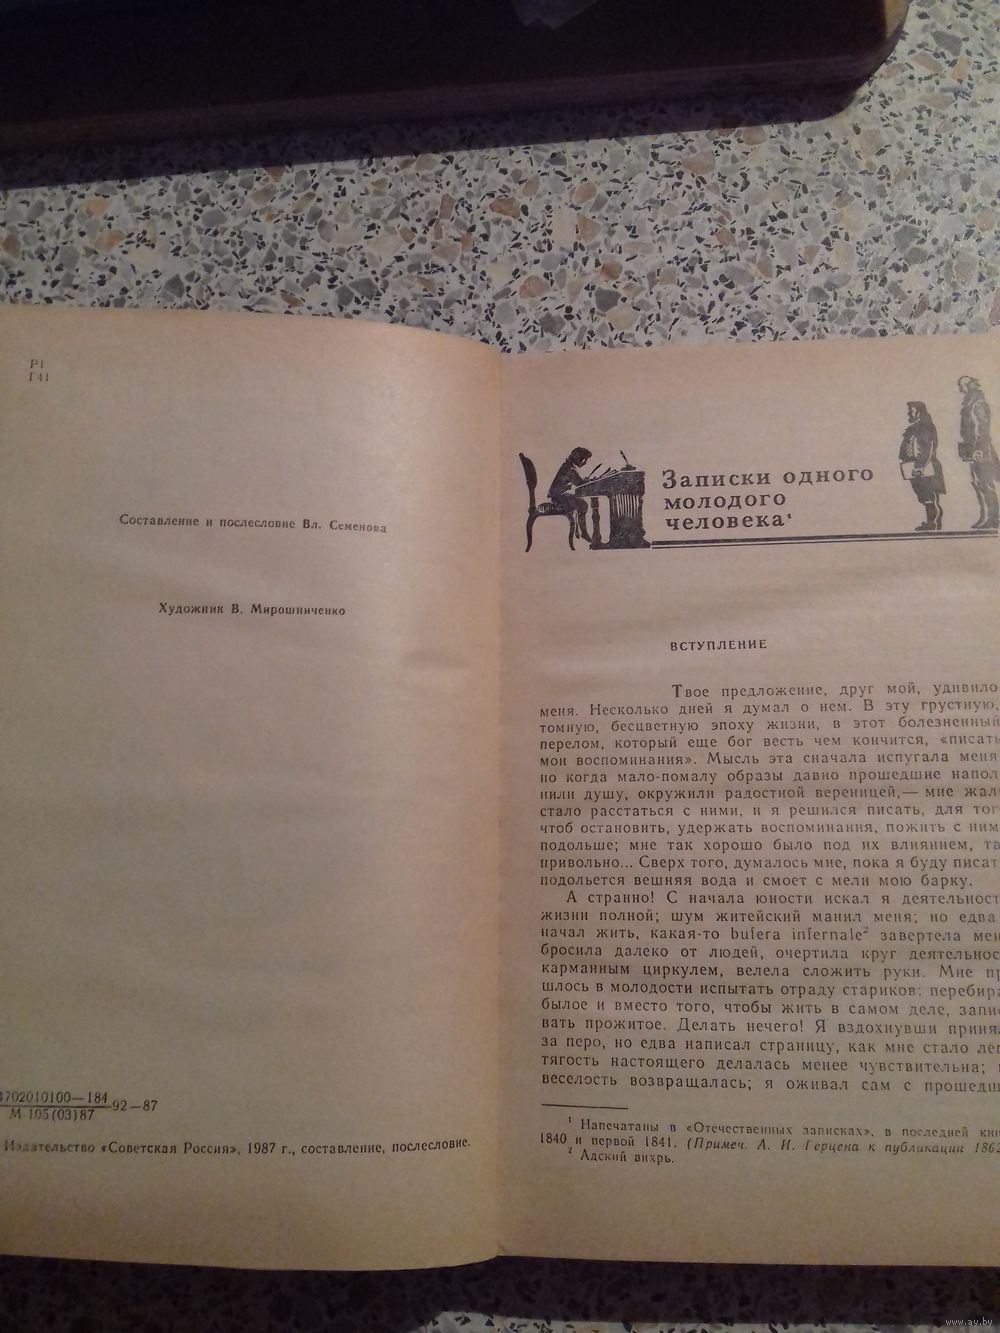 Р1
Г41
Составление и послесловие Вл. Семенова
Художник В. Мирошниченко
4702010100—184
М 105(03)87
92—87
Издательство «Советская Россия», 1987 г., составление, послесловие.
Записки одного
молодого
человека¹
ВСТУПЛЕНИЕ
Твое предложение, друг мой, удивило
меня. Несколько дней я думал о нем. В эту грустную,
томную, бесцветную эпоху жизни, в этот болезненный
перелом, который еще бог весть чем кончится, «писать
мои воспоминания». Мысль эта сначала испугала меня
но когда мало-помалу образы давно прошедшие напол
нили душу, окружили радостной вереницей,— мне жал
стало расстаться с ними, и я решился писать, для тог
чтоб остановить, удержать воспоминания, пожить с ним
подольше; мне так хорошо было под их влиянием, та
привольно... Сверх того, думалось мне, пока я буду писат
подольется вешняя вода и смоет с мели мою барку.
А странно! С начала юности искал я деятельност
жизни полной; шум житейский манил меня; но едва
начал жить, какая-то bufera infernale² завертела мен
бросила далеко от людей, очертила круг деятельнос
карманным циркулем, велела сложить руки. Мне пр
шлось в молодости испытать отраду стариков: перебира
былое и вместо того, чтобы жить в самом деле, запис
вать прожитое. Делать нечего! Я вздохнувши принял
за перо, но едва написал страницу, как мне стало лег
тягость настоящего делалась менее чувствительна;
веселость возвращалась; я оживал сам с прошедш
¹ Напечатаны в «Отечественных записках», в последней кни
1840 и первой 1841. (Примеч. А. И. Герцена к публикации 1862
² Адский вихрь.
www.ay.by